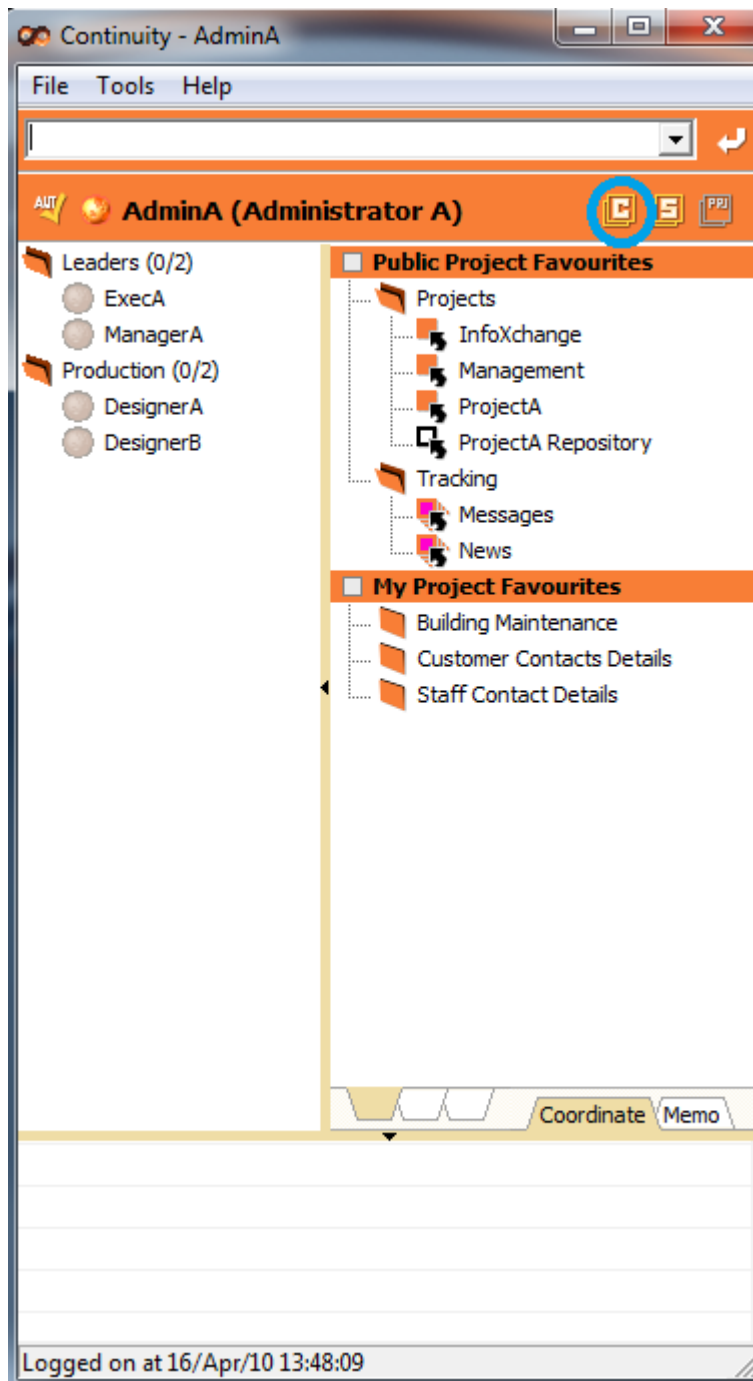 Continuity - AdminA
File Tools Help
AUT AdminA (Administrator A) C S PRJ
Leaders (0/2)
ExecA
ManagerA
Production (0/2)
DesignerA
DesignerB
Public Project Favourites
Projects
InfoXchange
Management
ProjectA
ProjectA Repository
Tracking
Messages
News
My Project Favourites
Building Maintenance
Customer Contacts Details
Staff Contact Details
Coordinate Memo
Logged on at 16/Apr/10 13:48:09